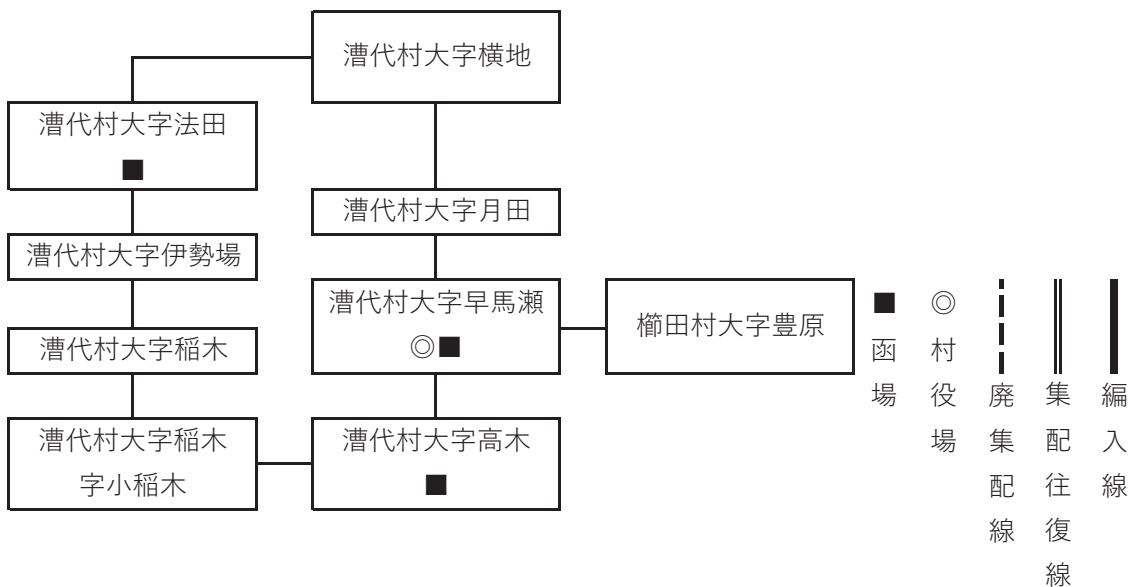 漕代村大字横地
漕代村大字法田
■
漕代村大字月田
漕代村大字伊勢場
漕代村大字早馬瀬
◎■
櫛田村大字豊原
漕代村大字稲木
漕代村大字稲木
字小稲木
漕代村大字高木
■
編入線
集配往復線
廃集配線
◎村役場
■函場